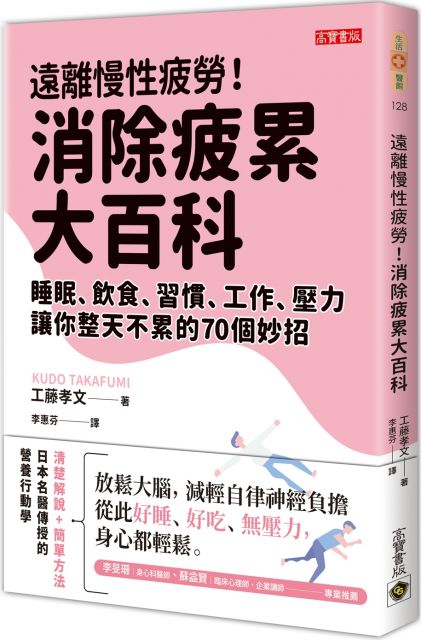 高寶書版
遠離慢性疲勞!
消除疲累
大百科
睡眠、飲食、習慣、工作、壓力
讓你整天不累的70個妙招
KUDO TAKAFUMI
工藤孝文——著
李惠芬——譯
清楚解說+簡單方法
日本名醫傳授的
營養行動學
放鬆大腦,減輕自律神經負擔
從此好睡、好吃、無壓力,
身心都輕鬆。
李旻珊|身心科醫師、蘇益賢|臨床心理師、企業講師——專業推薦
生活
醫館
128
遠離慢性疲勞!消除疲累大百科
工藤孝文——著
李惠芬——譯
高寶書版